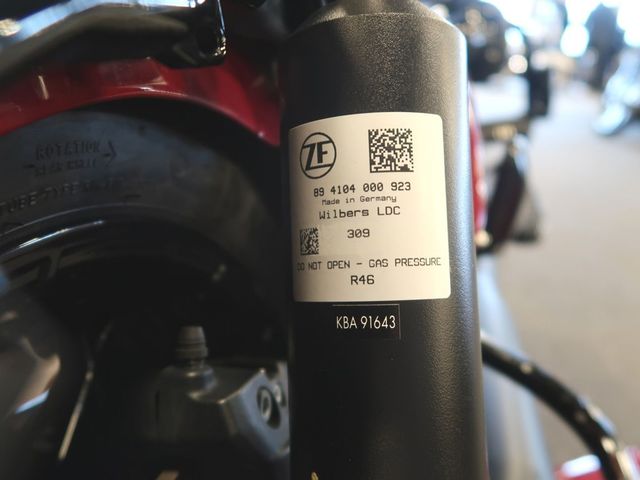 ZF
89 4104 000 923
Made in Germany
Wilbers LDC
309
DO NOT OPEN - GAS PRESSURE
R46
KBA 91643
ROTATION